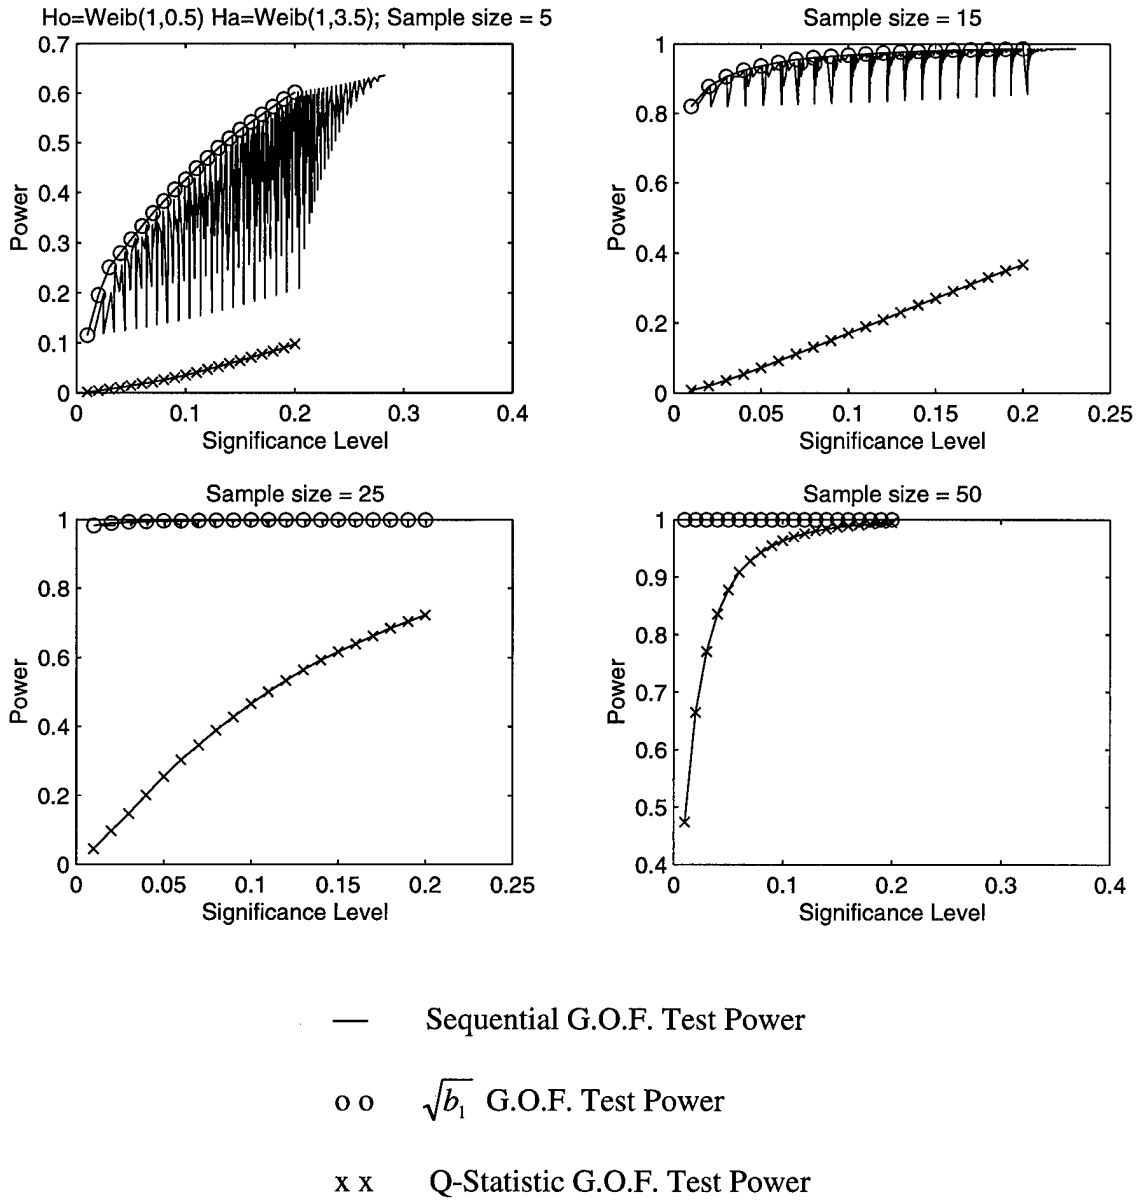 Ho=Weib(1,0.5) Ha=Weib(1,3.5); Sample size = 5
0.7
0.6
0.5
0.4
0.3
0.2
0.1
0
Power
0 0.1 0.2 0.3 0.4
Significance Level
Sample size = 15
1
0.8
0.6
0.4
0.2
0
Power
0 0.05 0.1 0.15 0.2 0.25
Significance Level
Sample size = 25
1
0.8
0.6
0.4
0.2
0
Power
0 0.05 0.1 0.15 0.2 0.25
Significance Level
Sample size = 50
1
0.9
0.8
0.7
0.6
0.5
0.4
Power
0 0.1 0.2 0.3 0.4
Significance Level
— Sequential G.O.F. Test Power
o o √b₁ G.O.F. Test Power
x x Q-Statistic G.O.F. Test Power